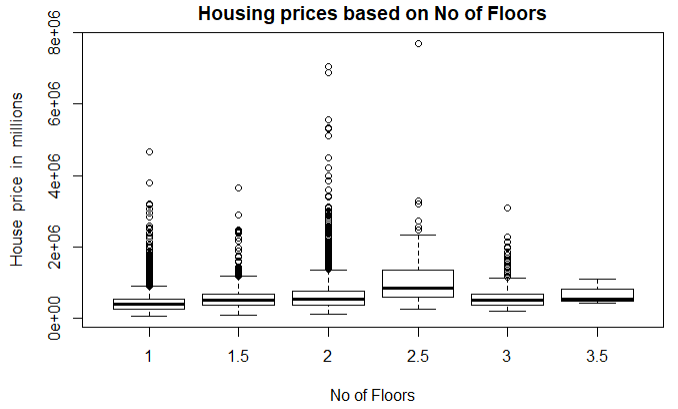 Housing prices based on No of Floors
House price in millions
8e+06
6e+06
4e+06
2e+06
0e+00
1 1.5 2 2.5 3 3.5
No of Floors